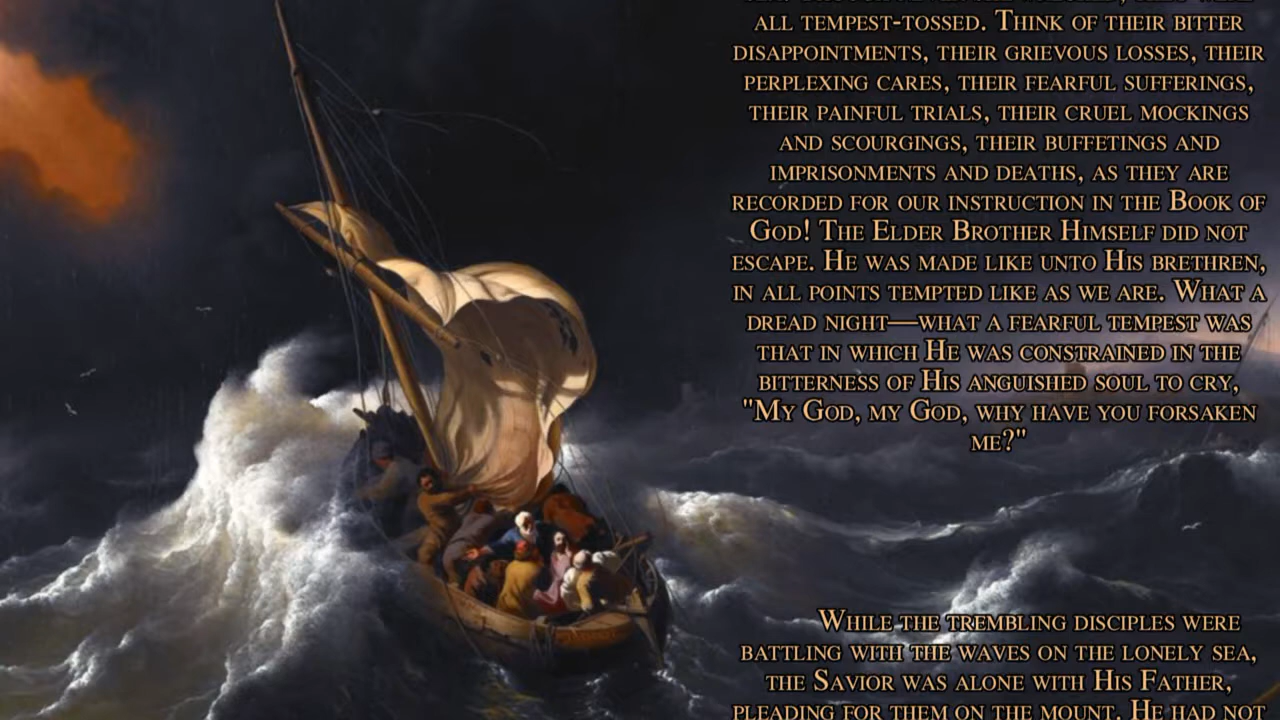 all tempest-tossed. Think of their bitter
disappointments, their grievous losses, their
perplexing cares, their fearful sufferings,
their painful trials, their cruel mockings
and scourgings, their buffetings and
imprisonments and deaths, as they are
recorded for our instruction in the Book of
God! The Elder Brother Himself did not
escape. He was made like unto His brethren,
in all points tempted like as we are. What a
dread night—what a fearful tempest was
that in which He was constrained in the
bitterness of His anguished soul to cry,
"My God, my God, why have you forsaken
me?"
While the trembling disciples were
battling with the waves on the lonely sea,
the Savior was alone with His Father,
pleading for them on the mount. He had not